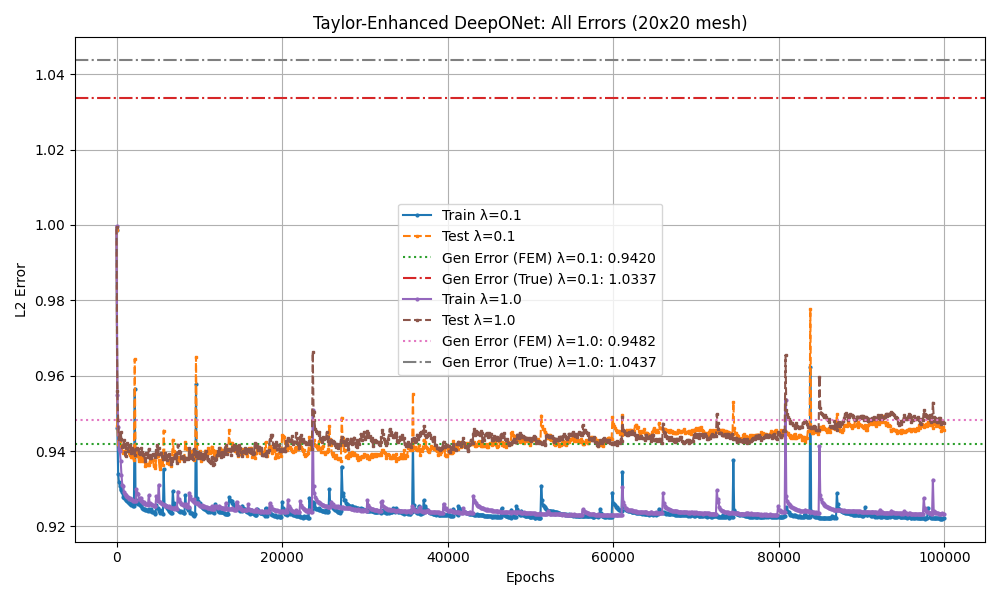 Taylor-Enhanced DeepONet: All Errors (20x20 mesh)
L2 Error
1.04
1.02
1.00
0.98
0.96
0.94
0.92
Train λ=0.1
Test λ=0.1
Gen Error (FEM) λ=0.1: 0.9420
Gen Error (True) λ=0.1: 1.0337
Train λ=1.0
Test λ=1.0
Gen Error (FEM) λ=1.0: 0.9482
Gen Error (True) λ=1.0: 1.0437
0 20000 40000 60000 80000 100000
Epochs